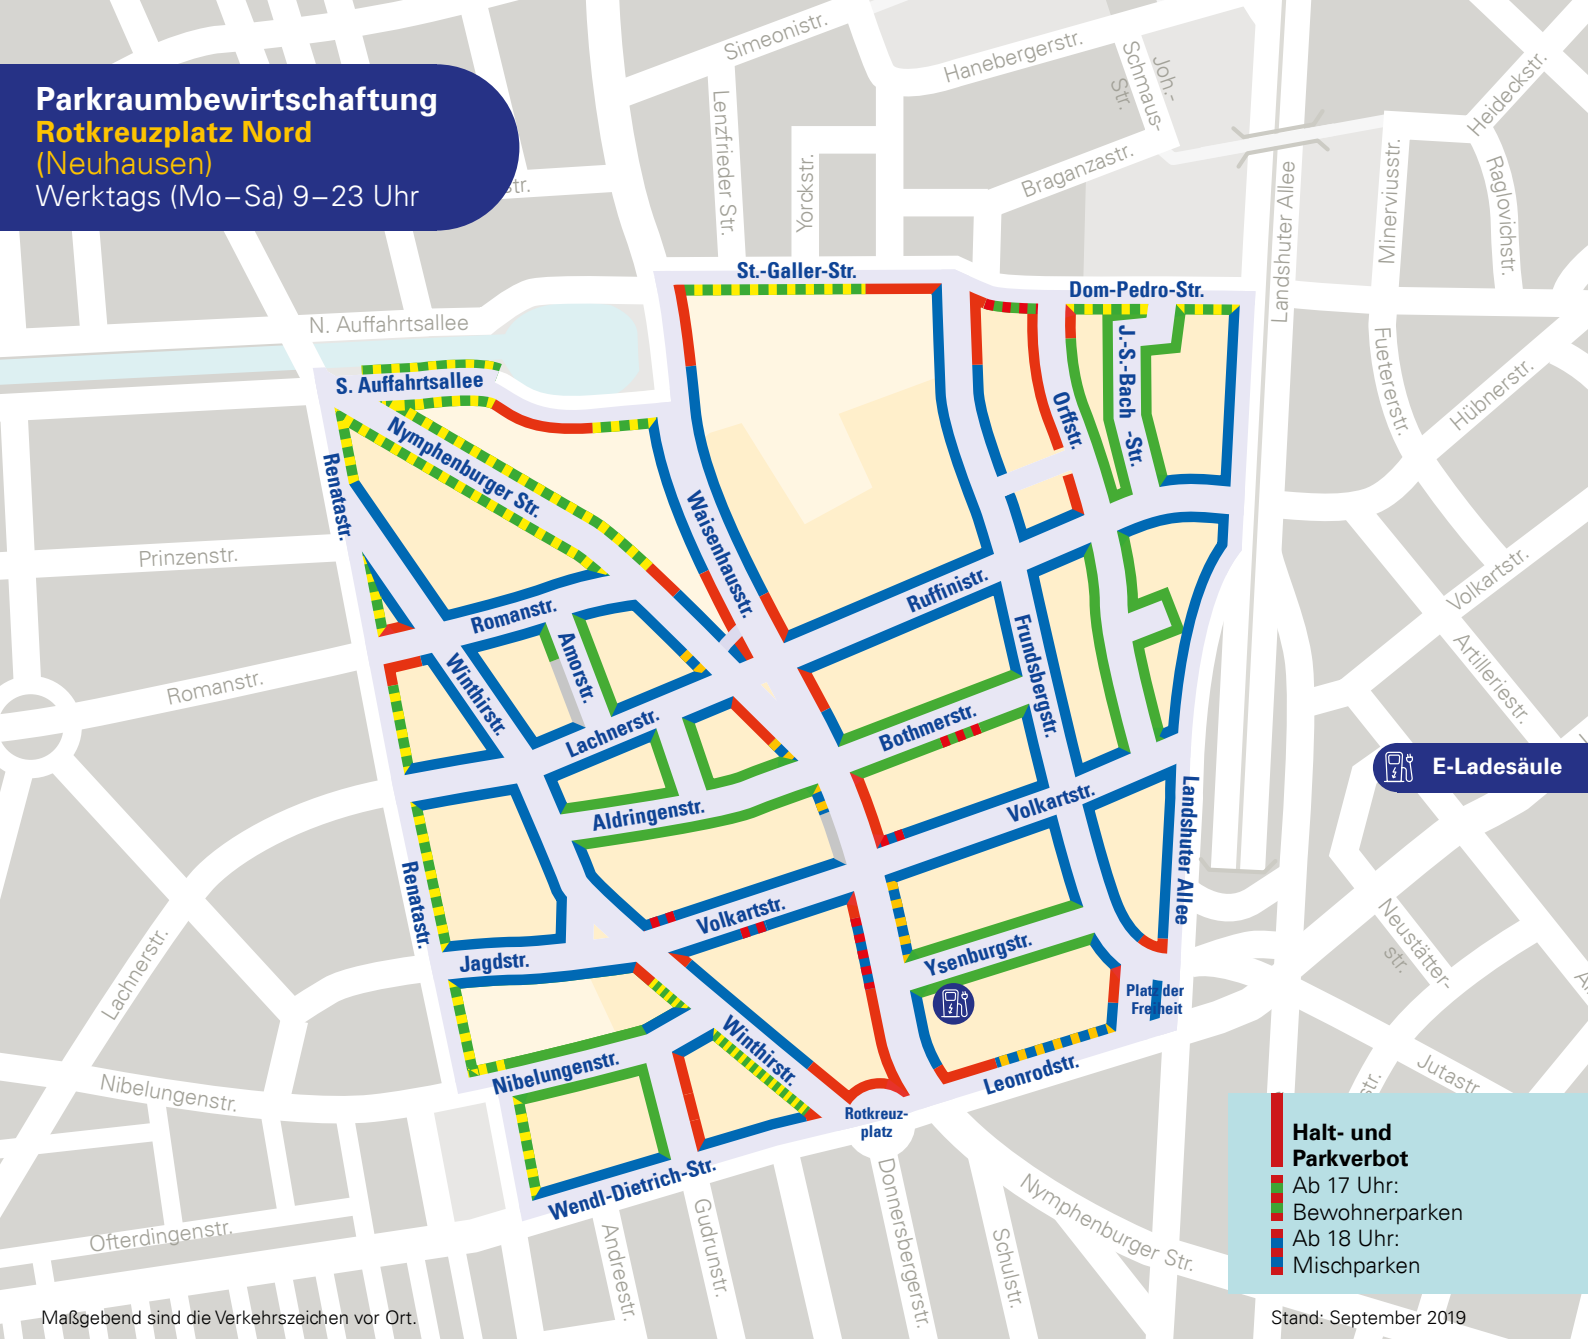 Parkraumbewirtschaftung
Rotkreuzplatz Nord
(Neuhausen)
Werktags (Mo–Sa) 9–23 Uhr
str.
Simeonistr.
Lenzfrieder Str.
Yorckstr.
Hanebergerstr.
Joh.-
Schmaus-
Str.
Braganzastr.
Landshuter Allee
Minerviusstr.
Heideckstr.
Raglovichstr.
Fuetererstr.
Hübnerstr.
Volkartstr.
Artilleriestr.
St.-Galler-Str.
Dom-Pedro-Str.
J.-S.-Bach
-Str.
Orffstr.
N. Auffahrtsallee
S. Auffahrtsallee
Nymphenburger Str.
Renatastr.
Waisenhausstr.
Prinzenstr.
Romanstr.
Romanstr.
Amorstr.
Winthirstr.
Lachnerstr.
Ruffinistr.
Frundsbergstr.
Bothmerstr.
Aldringenstr.
Volkartstr.
Volkartstr.
Landshuter Allee
E-Ladesäule
Renatastr.
Jagdstr.
Lachnerstr.
Ysenburgstr.
Platz der
Freiheit
Neustätter-
str.
Leonrodstr.
Winthirstr.
Nibelungenstr.
Nibelungenstr.
Rotkreuz-
platz
Wendl-Dietrich-Str.
Ofterdingenstr.
Andreestr.
Gudrunstr.
Donnersbergerstr.
Schulstr.
Nymphenburger Str.
str.
Jutastr
Halt- und
Parkverbot
Ab 17 Uhr:
Bewohnerparken
Ab 18 Uhr:
Mischparken
Maßgebend sind die Verkehrszeichen vor Ort.
Stand: September 2019